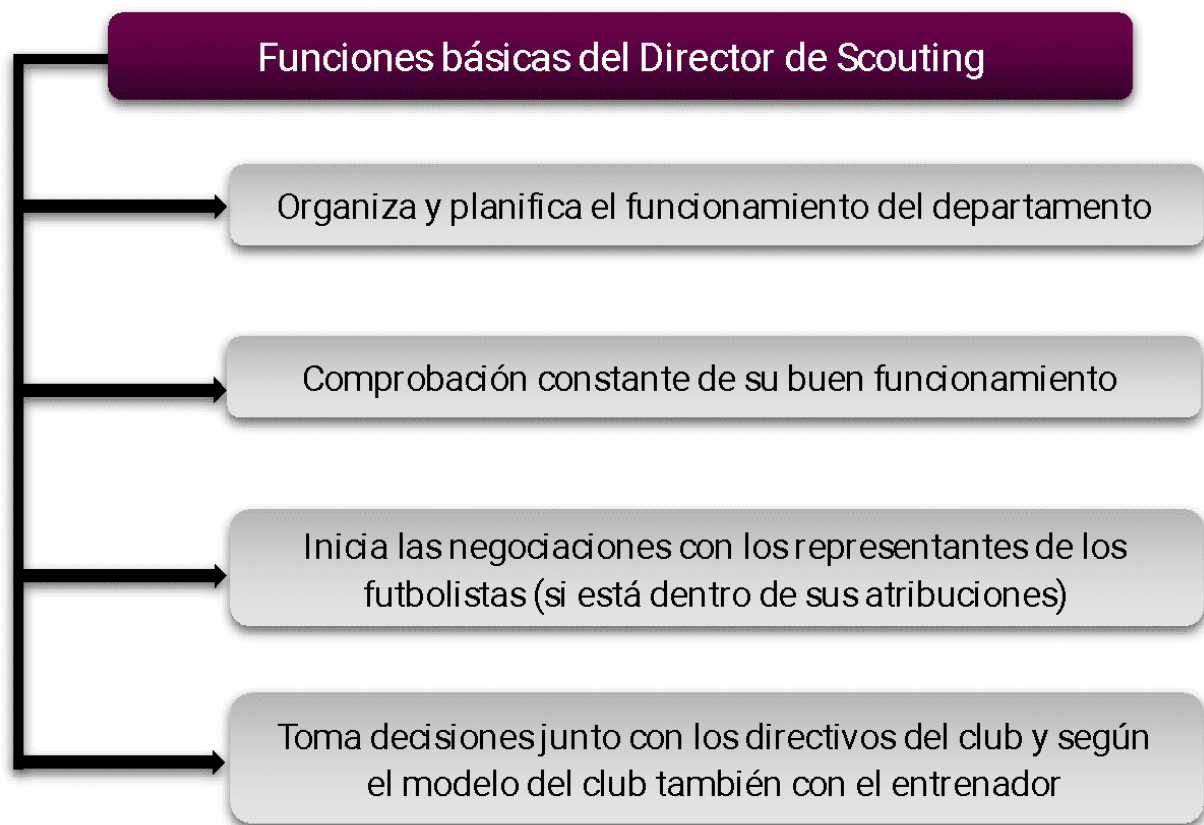 Funciones básicas del Director de Scouting
Organiza y planifica el funcionamiento del departamento
Comprobación constante de su buen funcionamiento
Inicia las negociaciones con los representantes de los
futbolistas (si está dentro de sus atribuciones)
Toma decisiones junto con los directivos del club y según
el modelo del club también con el entrenador